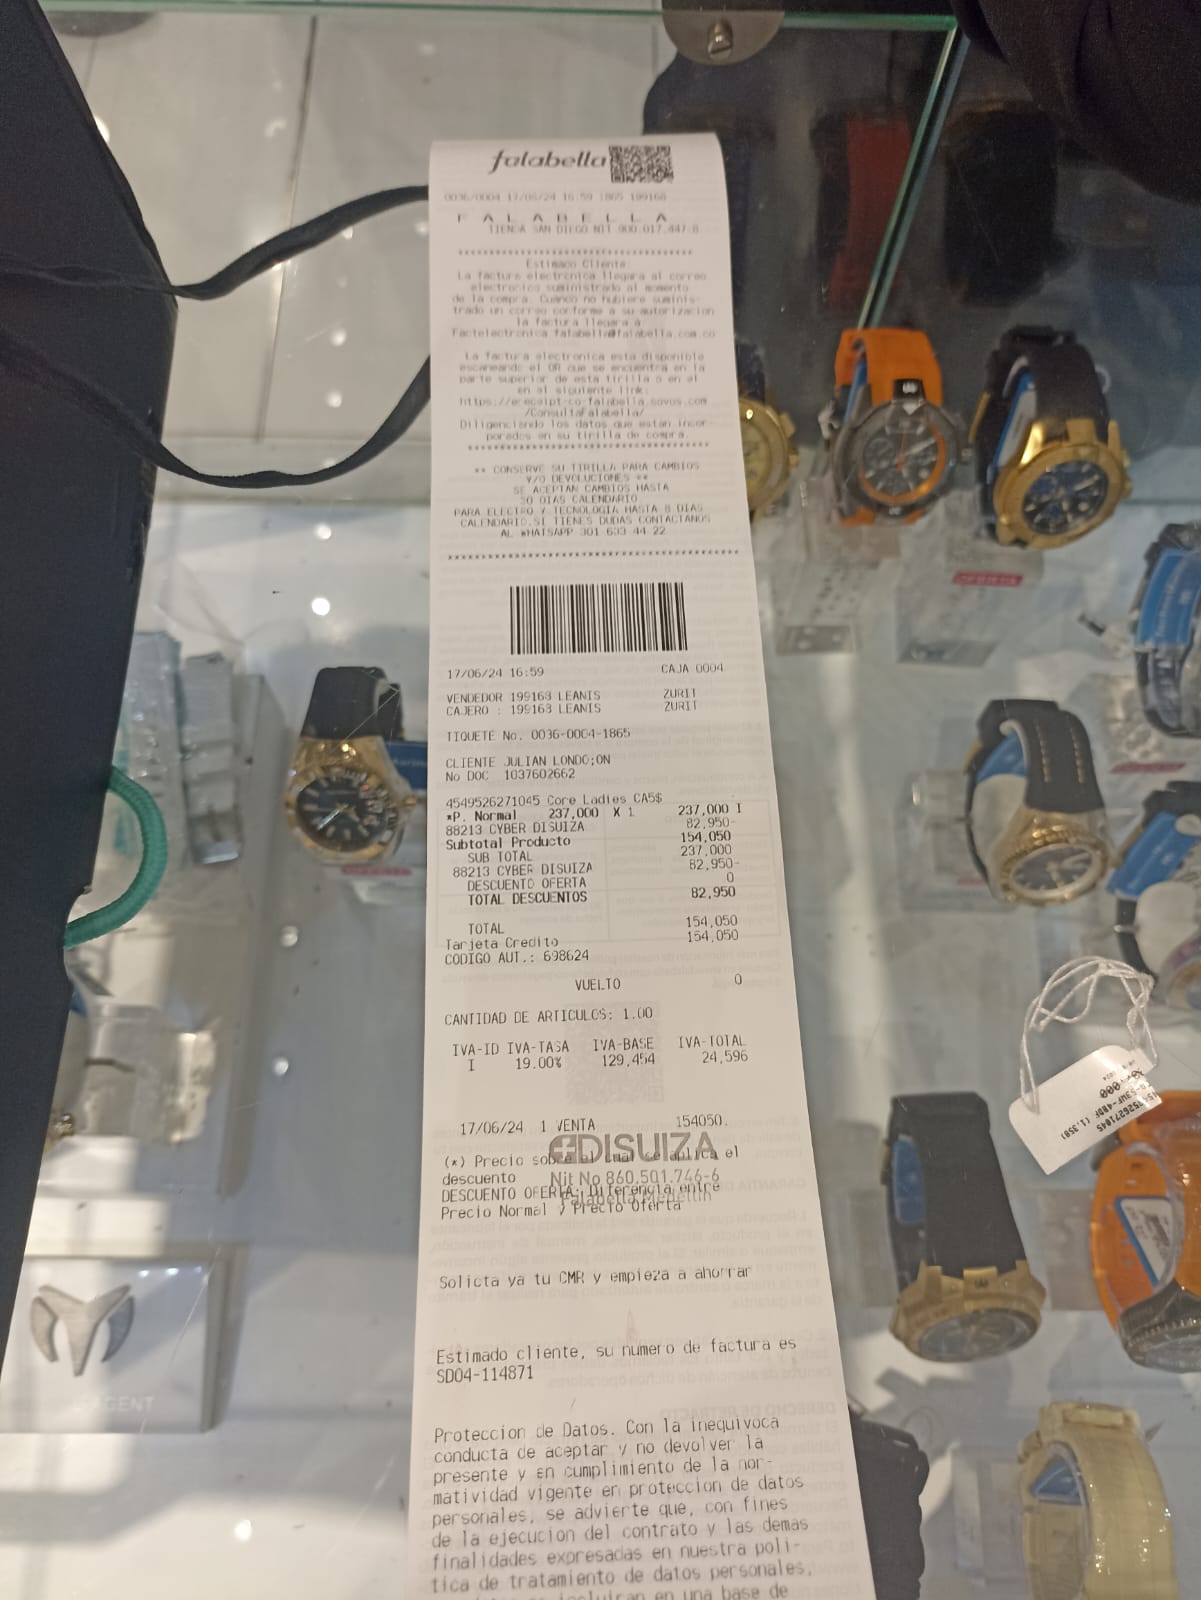 falabella
0036/0004 17/06/24 16:59 1865 199168
F A L A B E L L A
TIENDA SAN DIEGO NIT 900.017.447-8
Estimado Cliente:
La factura electronica llegara al correo
electronico suministrado al momento
de la compra. Cuando no hubiere suminis-
trado un correo conforme a su autorizacion
la factura llegara a
Factelectronica falabella@falabella.com.co
La factura electronica esta disponible
escaneando el QR que se encuentra en la
parte superior de esta tirilla o en el
en el siguiente link:
https://e-receipt-co-falabella.sovos.com
/ConsultaFalabella/
Diligenciando los datos que estan incor-
porados en su tirilla de compra.
** CONSERVE SU TIRILLA PARA CAMBIOS
Y/O DEVOLUCIONES **
SE ACEPTAN CAMBIOS HASTA
30 DIAS CALENDARIO
PARA ELECTRO Y TECNOLOGIA HASTA 8 DIAS
CALENDARIO.SI TIENES DUDAS CONTACTANOS
AL WHATSAPP 301 633 44 22
17/06/24 16:59 CAJA 0004
VENDEDOR 199168 LEANIS ZURIT
CAJERO : 199168 LEANIS ZURIT
TIQUETE No. 0036-0004-1865
CLIENTE JULIAN LONDO;ON
No DOC 1037602662
4549526271045 Core Ladies CA5$
*P. Normal 237,000 X 1 237,000 I
88213 CYBER DISUIZA 82,950-
Subtotal Producto 154,050
SUB TOTAL 237,000
88213 CYBER DISUIZA 82,950-
DESCUENTO OFERTA 0
TOTAL DESCUENTOS 82,950
TOTAL 154,050
Tarjeta Credito 154,050
CODIGO AUT.: 698624
VUELTO 0
CANTIDAD DE ARTICULOS: 1.00
IVA-ID IVA-TASA IVA-BASE IVA-TOTAL
I 19.00% 129,454 24,596
17/06/24 1 VENTA 154050.
DISUIZA
(*) Precio sobre el cual se aplica el
descuento
Nit No 860.501.746-6
DESCUENTO OFERTA: Diferencia entre
Falabella Medellin
Precio Normal y Precio Oferta
Solicta ya tu CMR y empieza a ahorrar
Estimado cliente, su numero de factura es
SD04-114871
Proteccion de Datos. Con la inequivoca
conducta de aceptar y no devolver la
presente y en cumplimiento de la nor-
matividad vigente en proteccion de datos
personales, se advierte que, con fines
de la ejecucion del contrato y las demas
finalidades expresadas en nuestra poli-
tica de tratamiento de datos personales,
incluiran en una base de
4549526271045